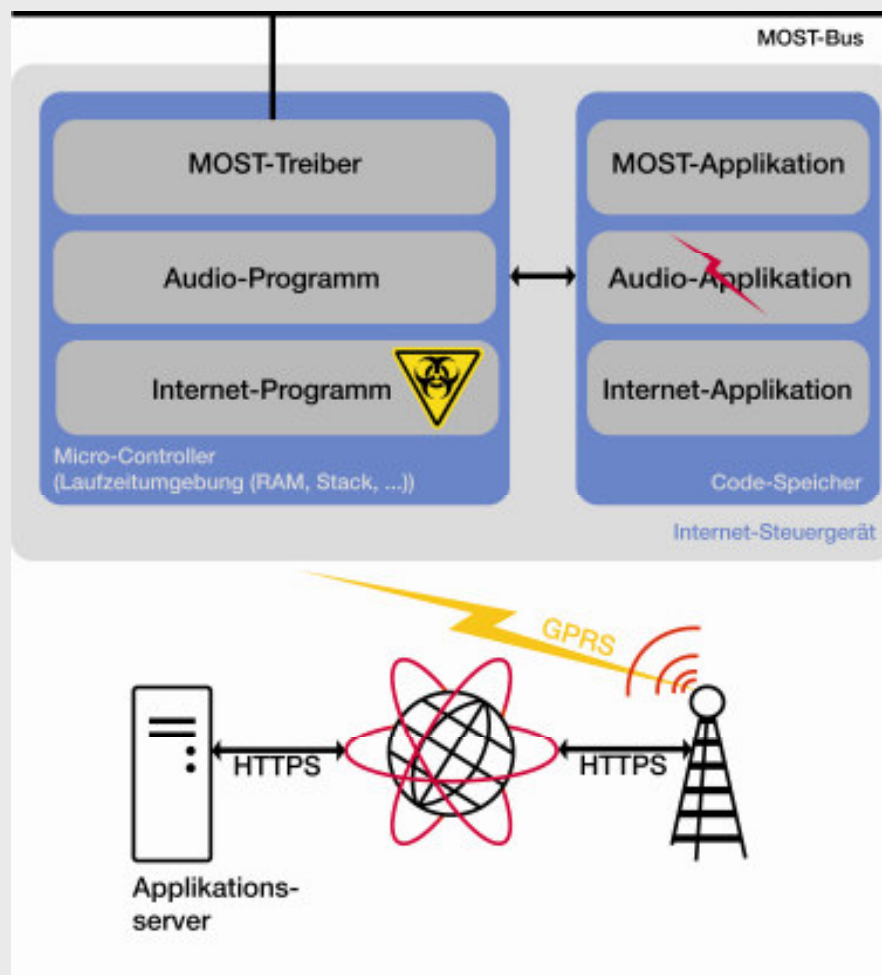 MOST-Bus
MOST-Treiber
Audio-Programm
Internet-Programm
Micro-Controller
(Laufzeitumgebung (RAM, Stack, ...))
MOST-Applikation
Audio-Applikation
Internet-Applikation
Code-Speicher
Internet-Steuergerät
GPRS
HTTPS
HTTPS
Applikations-
server